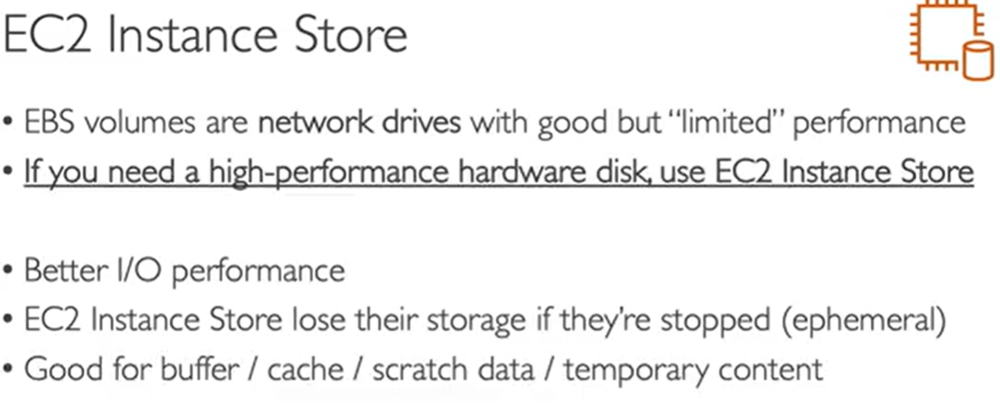 EC2 Instance Store
• EBS volumes are network drives with good but “limited” performance
• If you need a high-performance hardware disk, use EC2 Instance Store
• Better I/O performance
• EC2 Instance Store lose their storage if they're stopped (ephemeral)
• Good for buffer / cache / scratch data / temporary content